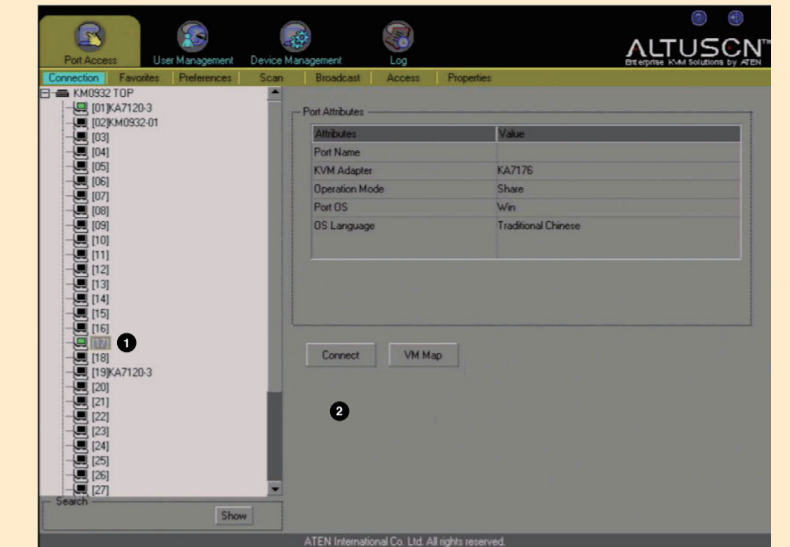 Port Access User Management Device Management Log
ALTUSCN™
Enterprise KVM Solutions by ATEN
Connection Favorites Preferences Scan Broadcast Access Properties
KM0932 TOP
[01]KA7120-3
[02]KM0932-01
[03]
[04]
[05]
[06]
[07]
[08]
[09]
[10]
[11]
[12]
[13]
[14]
[15]
[16]
[17] 1
[18]
[19]KA7120-3
[20]
[21]
[22]
[23]
[24]
[25]
[26]
[27]
Search
Show
Port Attributes
Attributes Value
Port Name
KVM Adapter KA7176
Operation Mode Share
Port OS Win
OS Language Traditional Chinese
Connect VM Map
2
ATEN International Co. Ltd. All rights reserved.